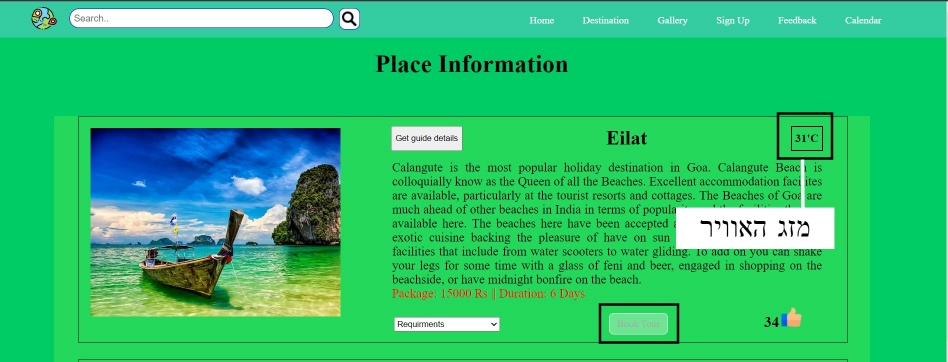 Search..
Home Destination Gallery Sign Up Feedback Calendar
Place Information
Get guide details
Eilat
31'C
Calangute is the most popular holiday destination in Goa. Calangute Beach is
colloquially know as the Queen of all the Beaches. Excellent accommodation facilites
are available, particularly at the tourist resorts and cottages. The Beaches of Goa are
much ahead of other beaches in India in terms of
available here. The beaches here have been accepted
exotic cuisine backing the pleasure of have on sun
facilities that include from water scooters to water gliding. To add on you can shake
your legs for some time with a glass of feni and beer, engaged in shopping on the
beachside, or have midnight bonfire on the beach.
מזג האוויר
Package: 15000 Rs || Duration: 6 Days
Requirments
Book Tour
34